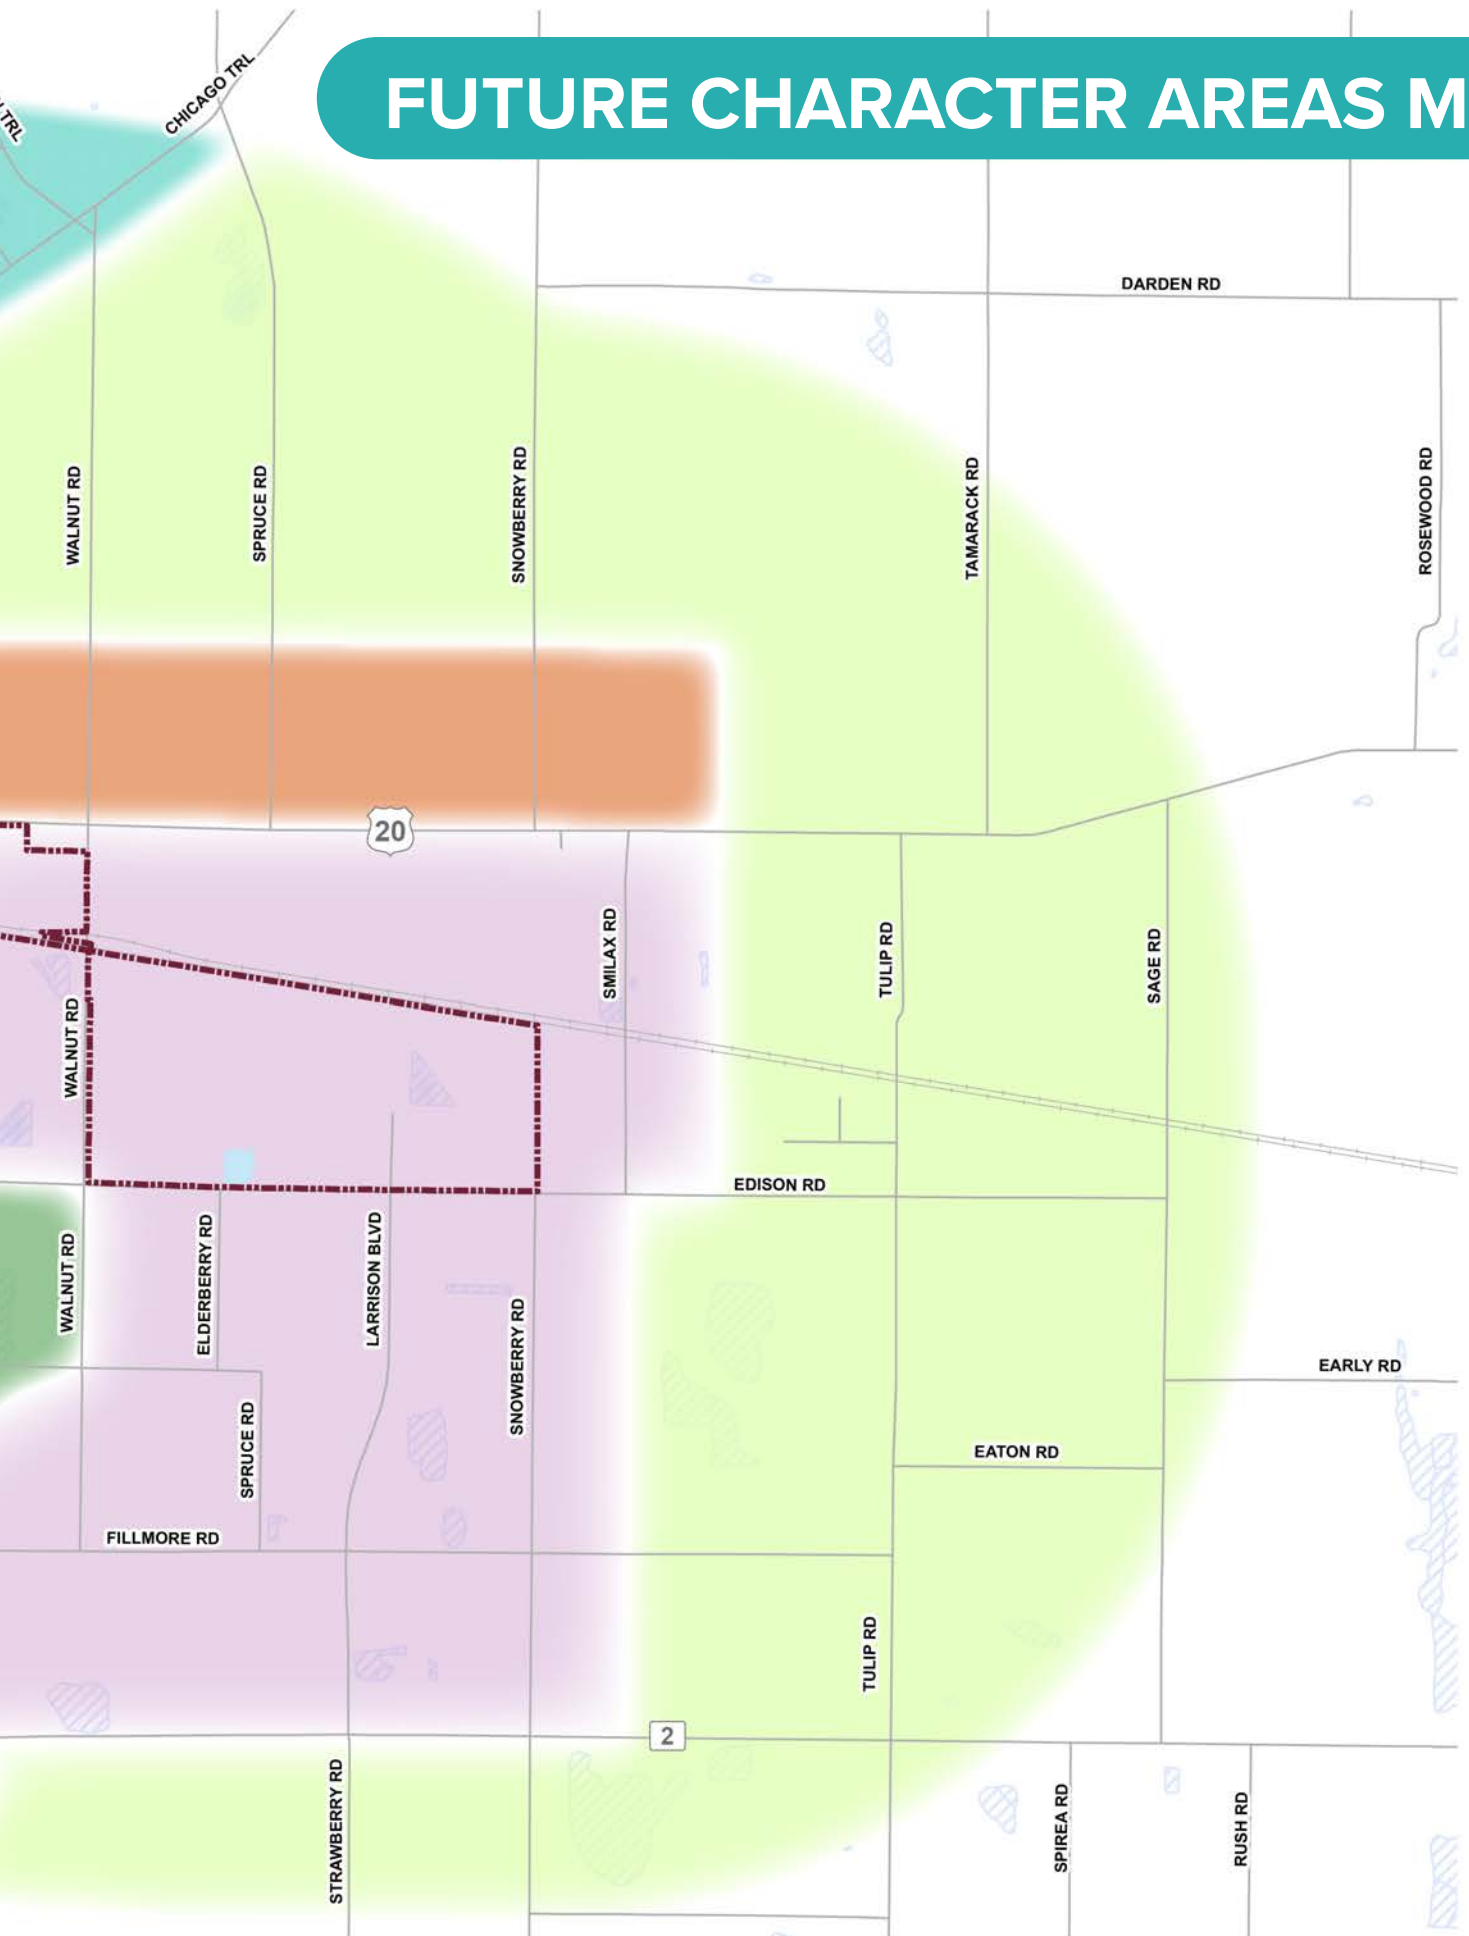 FUTURE CHARACTER AREAS M
CHICAGO TRL
TRL
DARDEN RD
WALNUT RD
SPRUCE RD
SNOWBERRY RD
TAMARACK RD
ROSEWOOD RD
20
SMILAX RD
TULIP RD
SAGE RD
WALNUT RD
EDISON RD
WALNUT RD
ELDERBERRY RD
LARRISON BLVD
SNOWBERRY RD
EARLY RD
SPRUCE RD
EATON RD
FILLMORE RD
TULIP RD
2
STRAWBERRY RD
SPIREA RD
RUSH RD